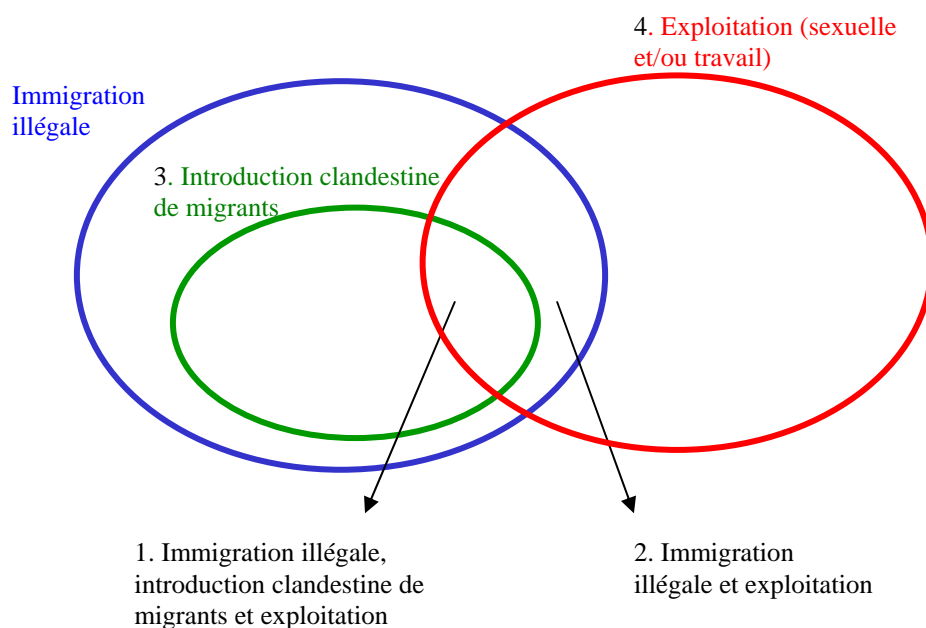 4. Exploitation (sexuelle
et/ou travail)
Immigration
illégale
3. Introduction clandestine
de migrants
1. Immigration illégale,
introduction clandestine de
migrants et exploitation
2. Immigration
illégale et exploitation